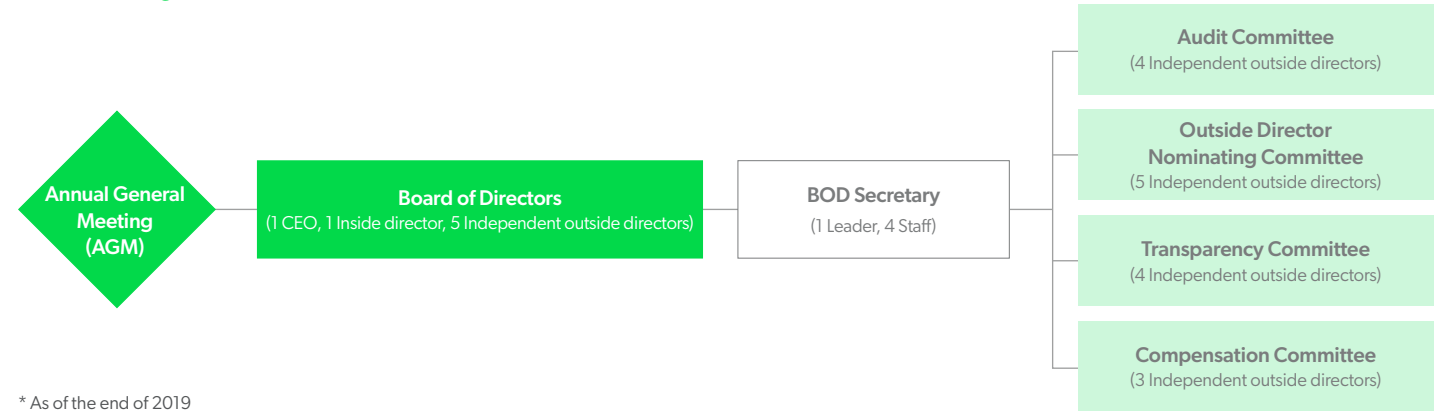 Annual General
Meeting
(AGM)
Board of Directors
(1 CEO, 1 Inside director, 5 Independent outside directors)
BOD Secretary
(1 Leader, 4 Staff)
Audit Committee
(4 Independent outside directors)
Outside Director
Nominating Committee
(5 Independent outside directors)
Transparency Committee
(4 Independent outside directors)
Compensation Committee
(3 Independent outside directors)
* As of the end of 2019